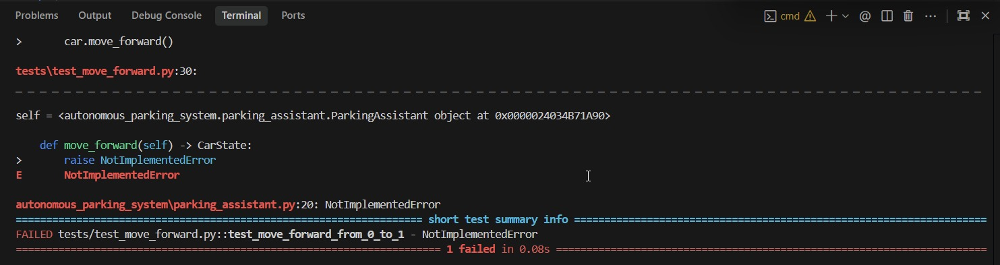 Problems Output Debug Console Terminal Ports cmd
> car.move_forward()
tests\test_move_forward.py:30:
_ _ _ _ _ _ _ _ _ _ _ _ _ _ _ _ _ _ _ _ _ _ _ _ _ _ _ _ _ _ _ _ _ _ _ _ _ _ _ _ _ _ _ _ _ _ _ _ _ _ _ _ _ _ _ _ _ _ _ _ _ _ _ _ _ _ _ _ _ _ _ _ _ _ _ _ _ _ _ _
self = <autonomous_parking_system.parking_assistant.ParkingAssistant object at 0x0000024034B71A90>
def move_forward(self) -> CarState:
> raise NotImplementedError
E NotImplementedError
autonomous_parking_system\parking_assistant.py:20: NotImplementedError
=================================================================== short test summary info ====================================================================
FAILED tests/test_move_forward.py::test_move_forward_from_0_to_1 - NotImplementedError
====================================================================== 1 failed in 0.08s =======================================================================